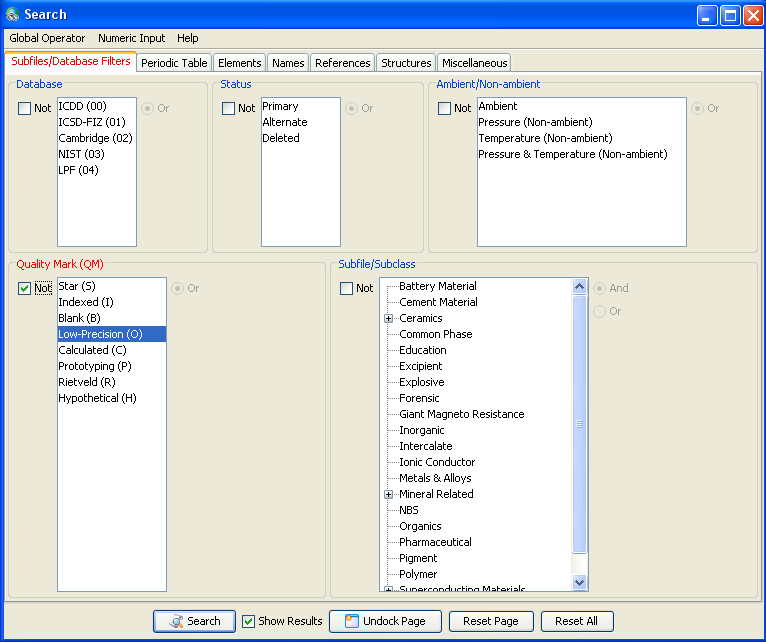 Search
Global Operator Numeric Input Help
Subfiles/Database Filters Periodic Table Elements Names References Structures Miscellaneous
Database
Not
ICDD (00)
ICSD-FIZ (01)
Cambridge (02)
NIST (03)
LPF (04)
Or
Status
Not
Primary
Alternate
Deleted
Or
Ambient/Non-ambient
Not
Ambient
Pressure (Non-ambient)
Temperature (Non-ambient)
Pressure & Temperature (Non-ambient)
Or
Quality Mark (QM)
Not
Star (S)
Indexed (I)
Blank (B)
Low-Precision (O)
Calculated (C)
Prototyping (P)
Rietveld (R)
Hypothetical (H)
Or
Subfile/Subclass
Not
Battery Material
Cement Material
Ceramics
Common Phase
Education
Excipient
Explosive
Forensic
Giant Magneto Resistance
Inorganic
Intercalate
Ionic Conductor
Metals & Alloys
Mineral Related
NBS
Organics
Pharmaceutical
Pigment
Polymer
Superconducting Materials
And
Or
Search Show Results Undock Page Reset Page Reset All